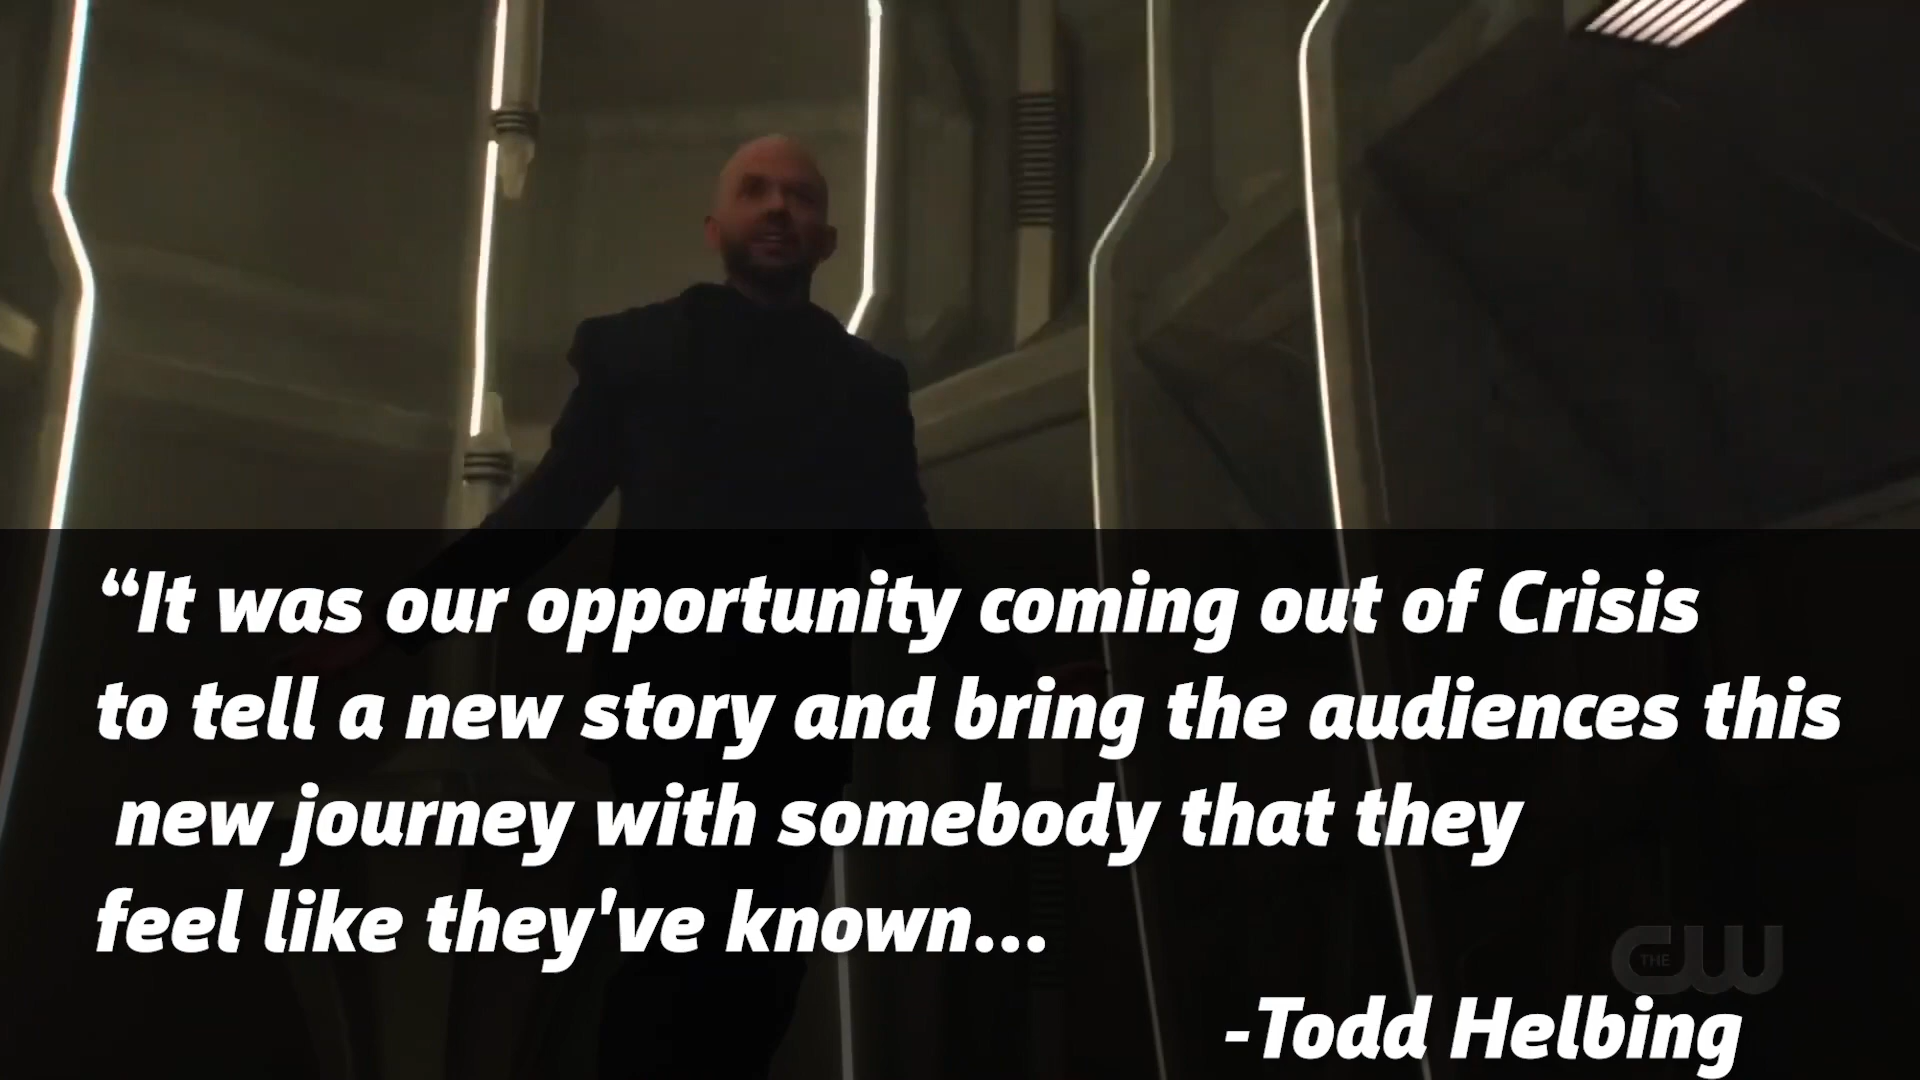 “It was our opportunity coming out of Crisis
to tell a new story and bring the audiences this
new journey with somebody that they
feel like they've known...
THE CW
-Todd Helbing